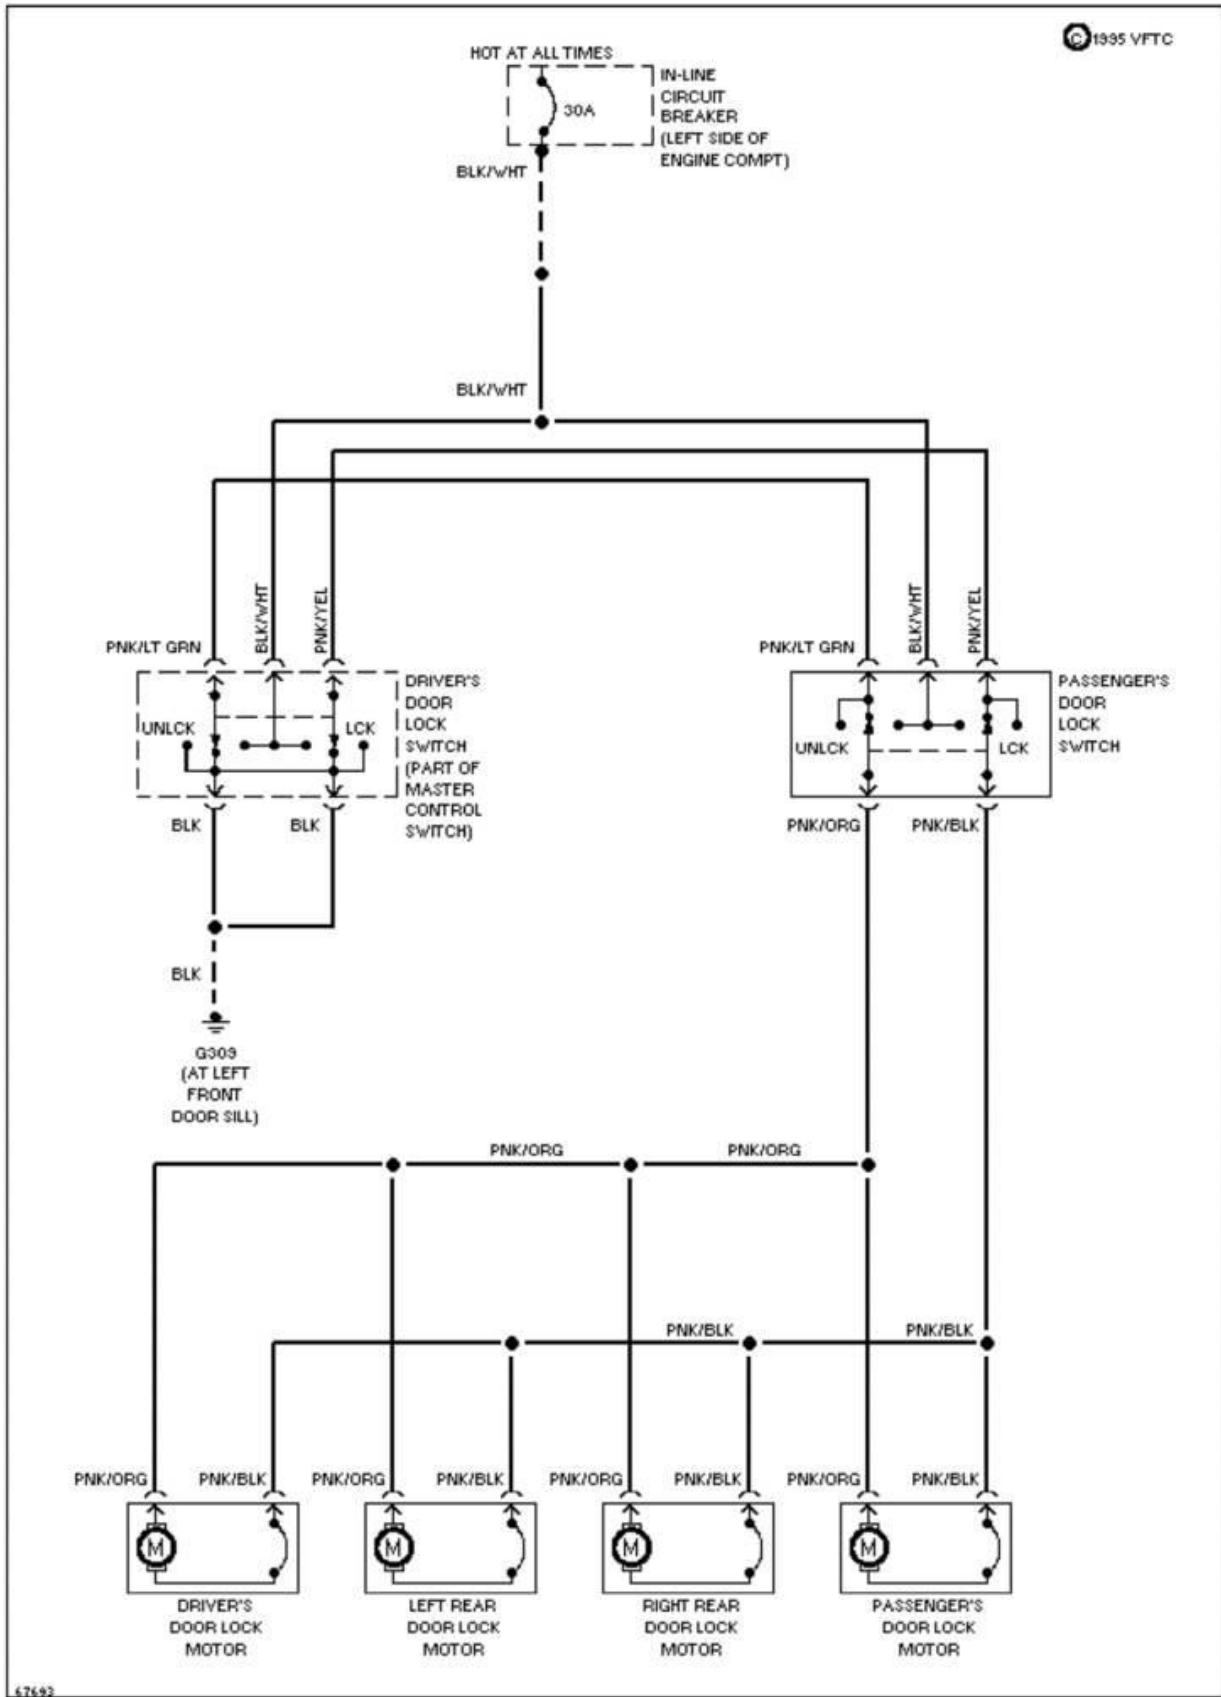 © 1995 VFTC
HOT AT ALL TIMES
30A
IN-LINE
CIRCUIT
BREAKER
(LEFT SIDE OF
ENGINE COMPT)
BLK/WHT
BLK/WHT
PNK/LT GRN
BLK/WHT
PNK/YEL
UNLCK
LCK
DRIVER'S
DOOR
LOCK
SWITCH
(PART OF
MASTER
CONTROL
SWITCH)
BLK
BLK
BLK
G309
(AT LEFT
FRONT
DOOR SILL)
PNK/LT GRN
BLK/WHT
PNK/YEL
UNLCK
LCK
PASSENGER'S
DOOR
LOCK
SWITCH
PNK/ORG
PNK/BLK
PNK/ORG
PNK/ORG
PNK/BLK
PNK/BLK
PNK/ORG
PNK/BLK
PNK/ORG
PNK/BLK
PNK/ORG
PNK/BLK
PNK/ORG
PNK/BLK
M
M
M
M
DRIVER'S
DOOR LOCK
MOTOR
LEFT REAR
DOOR LOCK
MOTOR
RIGHT REAR
DOOR LOCK
MOTOR
PASSENGER'S
DOOR LOCK
MOTOR
67693